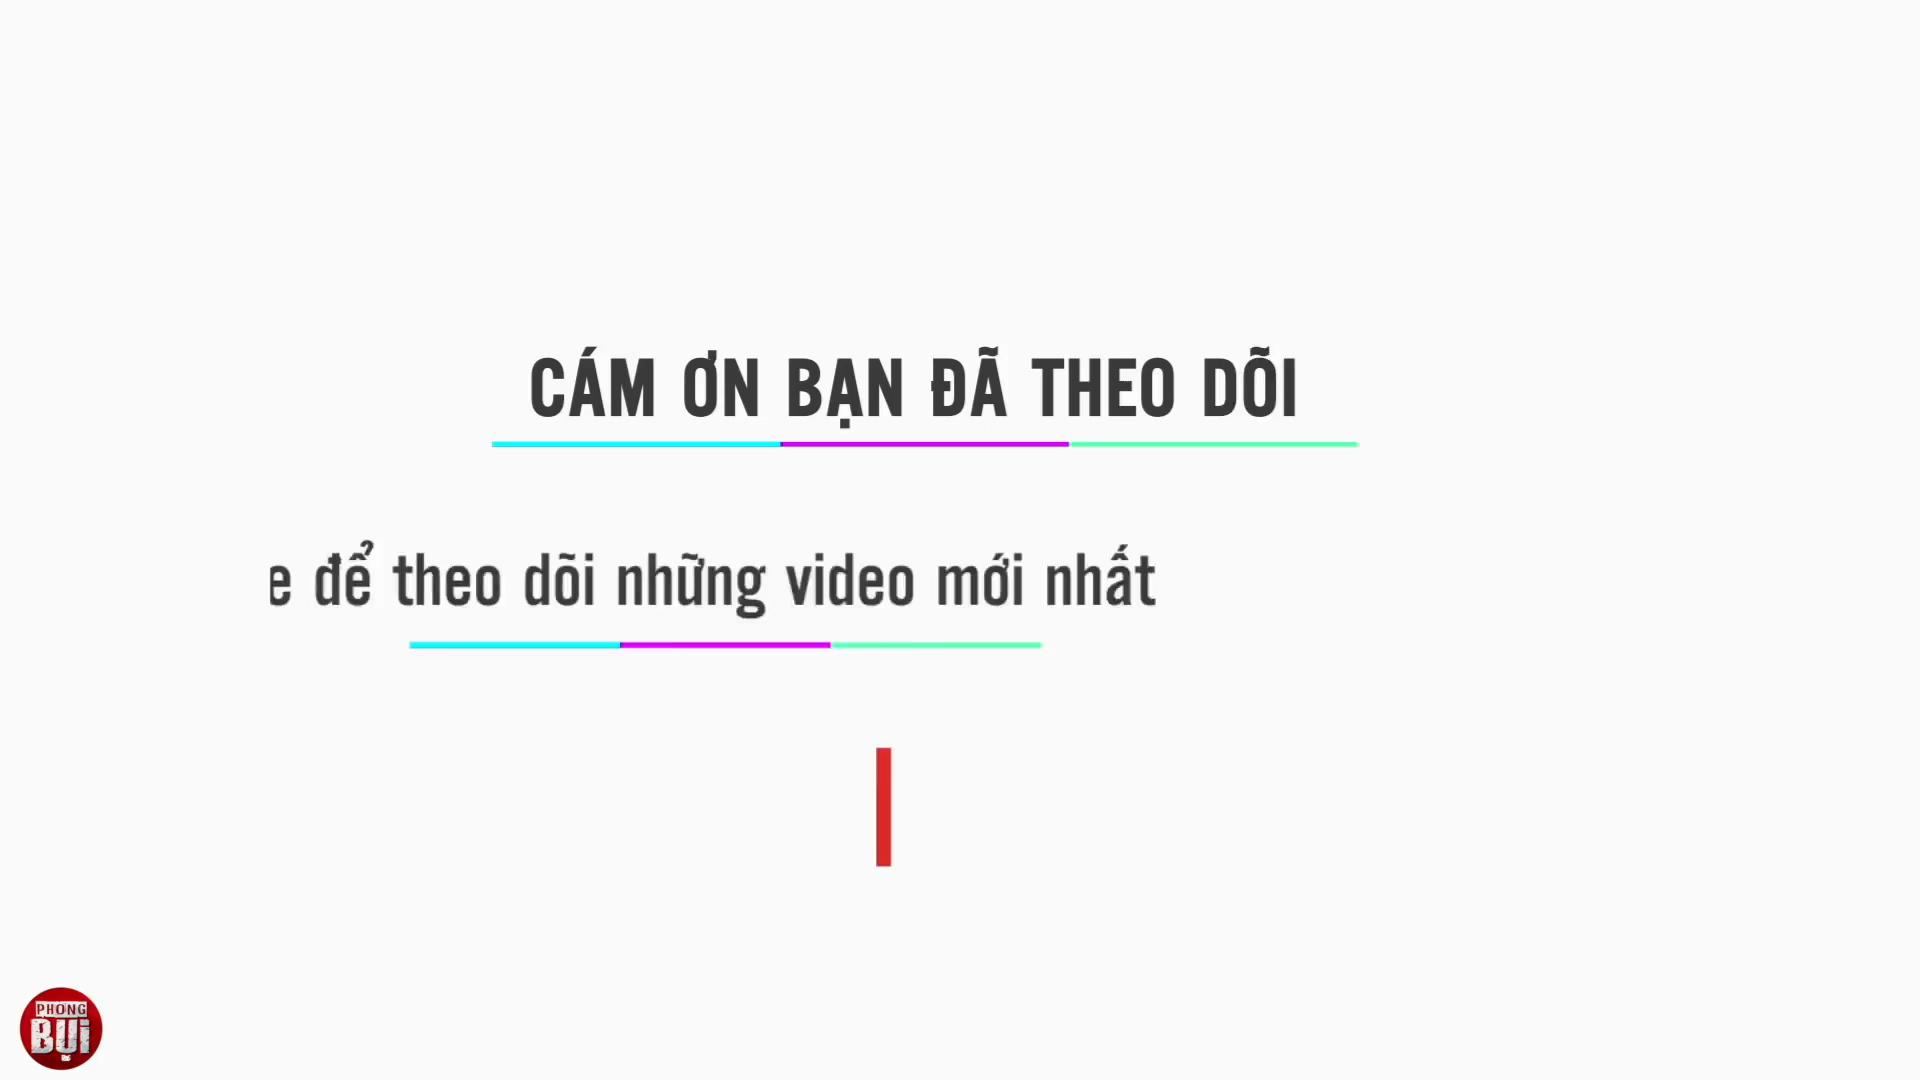 CÁM ƠN BẠN ĐÃ THEO DÕI
e để theo dõi những video mới nhất
PHONG
BỤi